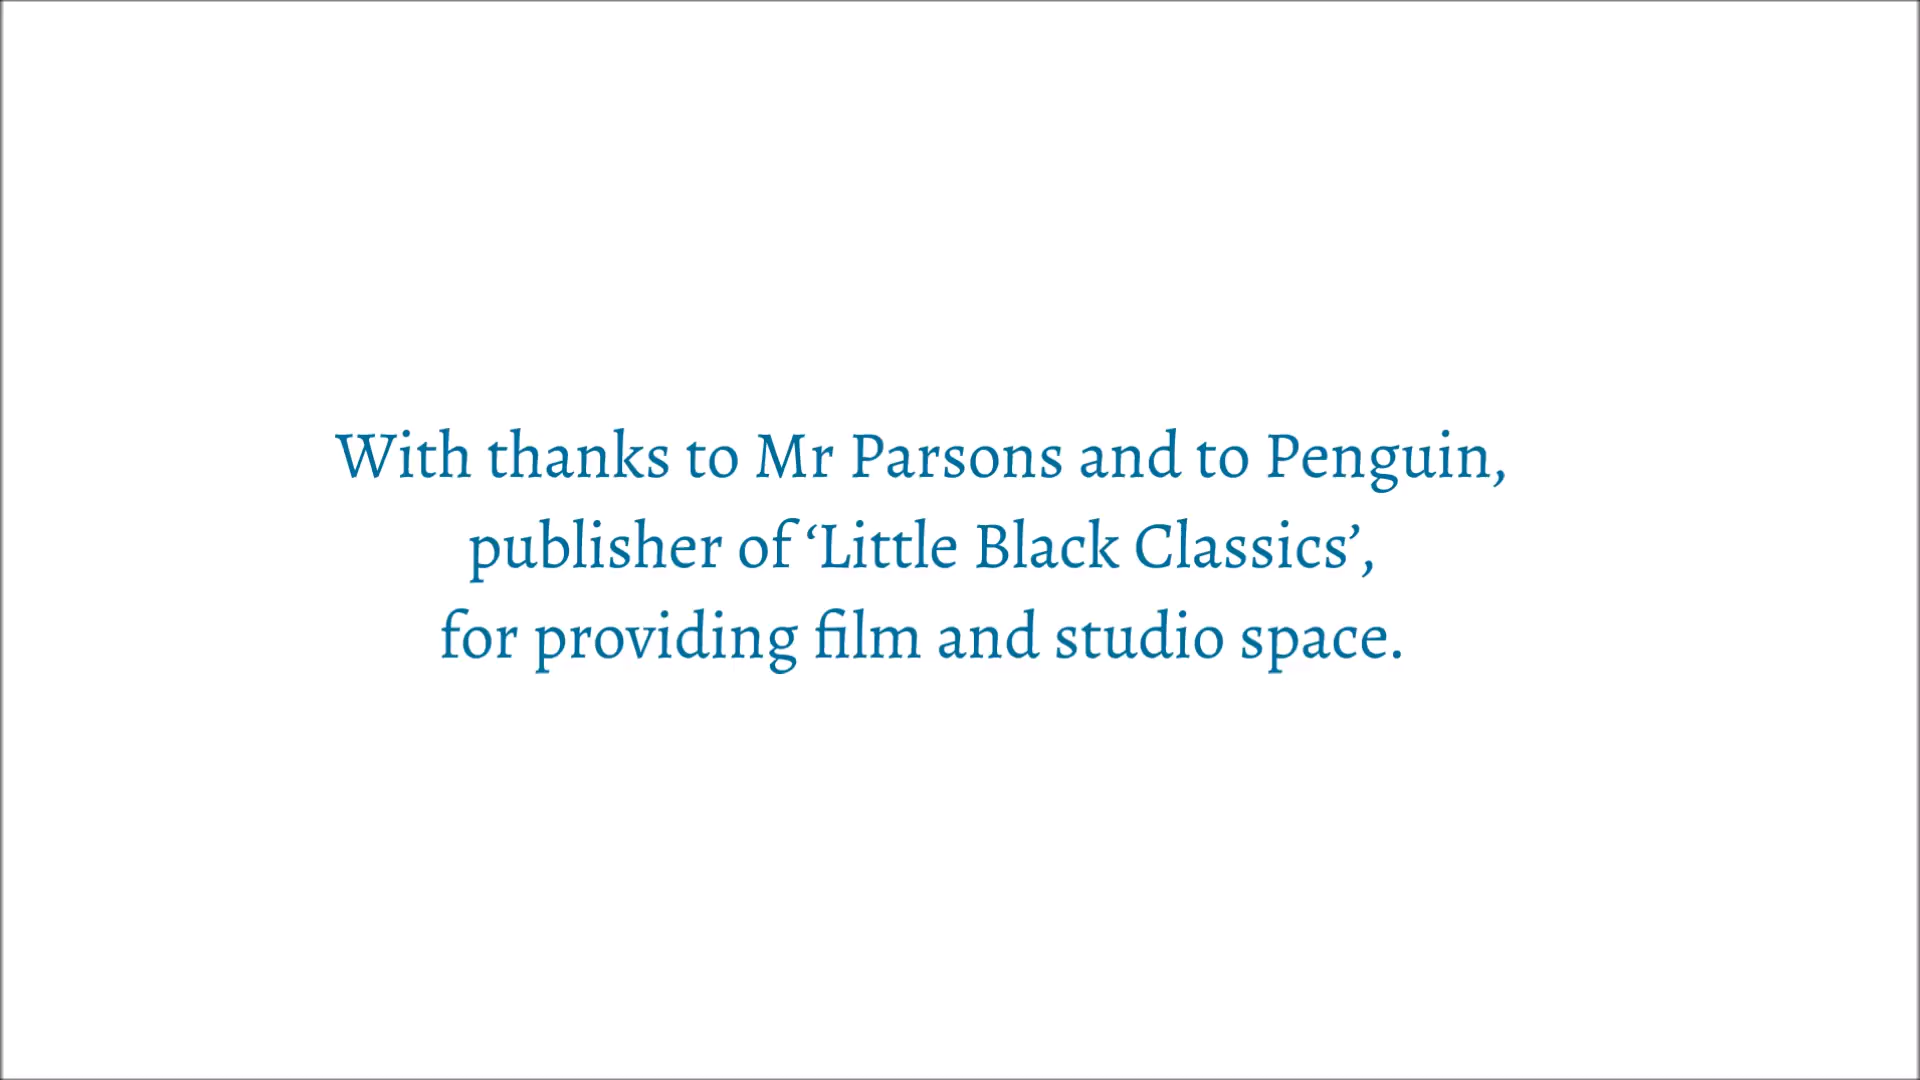 With thanks to Mr Parsons and to Penguin,
publisher of ‘Little Black Classics’,
for providing film and studio space.